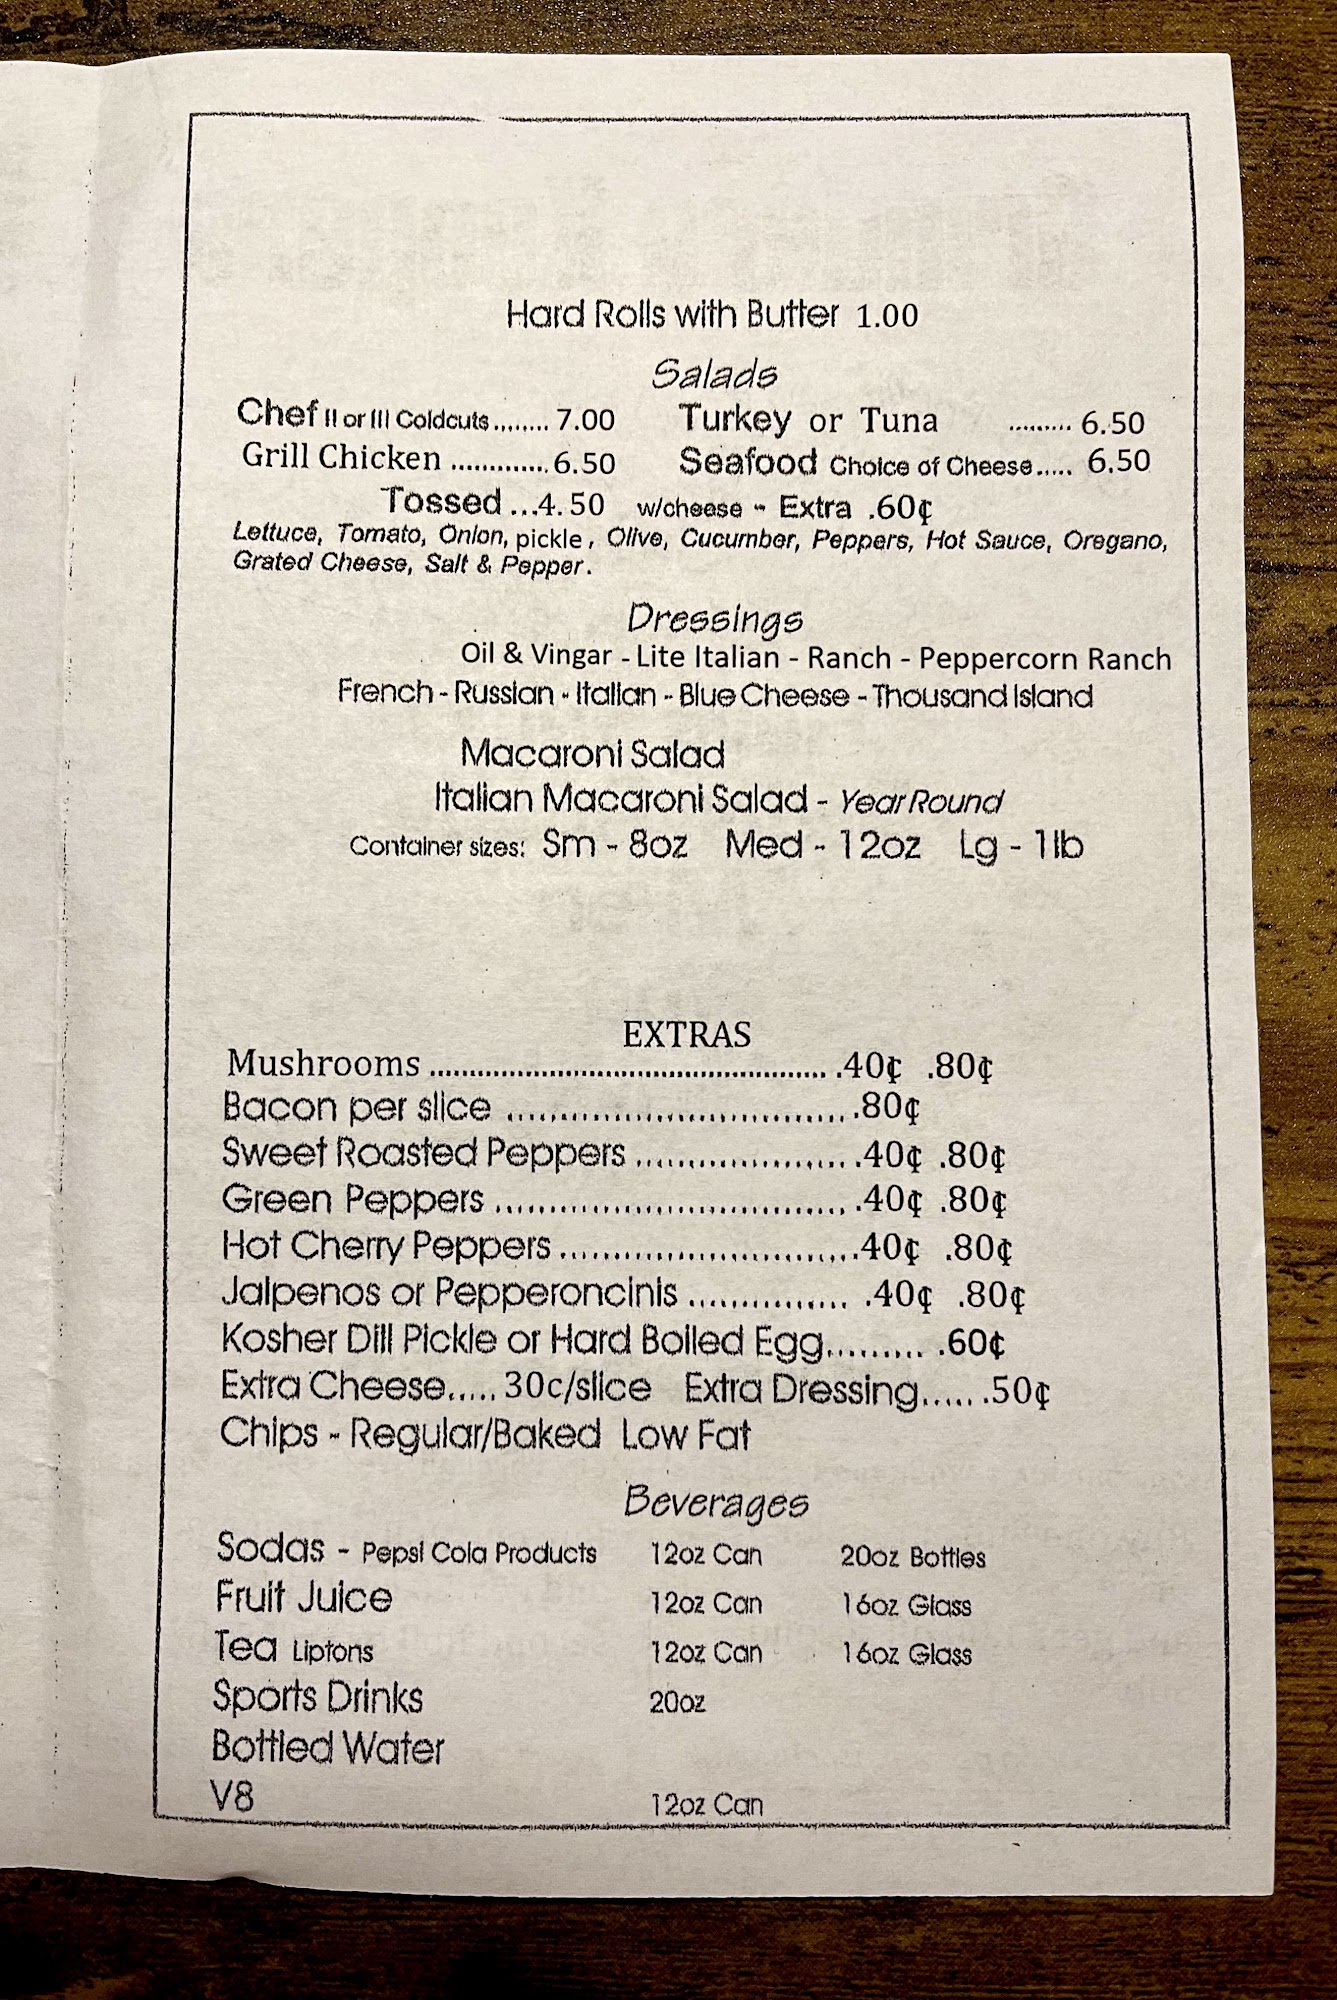 Hard Rolls with Butter 1.00
Salads
Chef II or III Coldcuts........ 7.00 Turkey or Tuna ......... 6.50
Grill Chicken ............. 6.50 Seafood Choice of Cheese..... 6.50
Tossed ...4.50 w/cheese - Extra .60¢
Lettuce, Tomato, Onion, pickle, Olive, Cucumber, Peppers, Hot Sauce, Oregano,
Grated Cheese, Salt & Pepper.
Dressings
Oil & Vingar - Lite Italian - Ranch - Peppercorn Ranch
French - Russian - Italian - Blue Cheese - Thousand Island
Macaroni Salad
Italian Macaroni Salad - Year Round
Container sizes: Sm - 8oz Med - 12oz Lg - 1lb
EXTRAS
Mushrooms ................................................ .40¢ .80¢
Bacon per slice ................................ .80¢
Sweet Roasted Peppers .................... .40¢ .80¢
Green Peppers ................................. .40¢ .80¢
Hot Cherry Peppers ............................ .40¢ .80¢
Jalpenos or Pepperoncinis ............... .40¢ .80¢
Kosher Dill Pickle or Hard Boiled Egg......... .60¢
Extra Cheese..... 30c/slice Extra Dressing...... .50¢
Chips - Regular/Baked Low Fat
Beverages
Sodas - Pepsi Cola Products 12oz Can 20oz Bottles
Fruit Juice 12oz Can 16oz Glass
Tea Liptons 12oz Can 16oz Glass
Sports Drinks 20oz
Bottled Water
V8 12oz Can